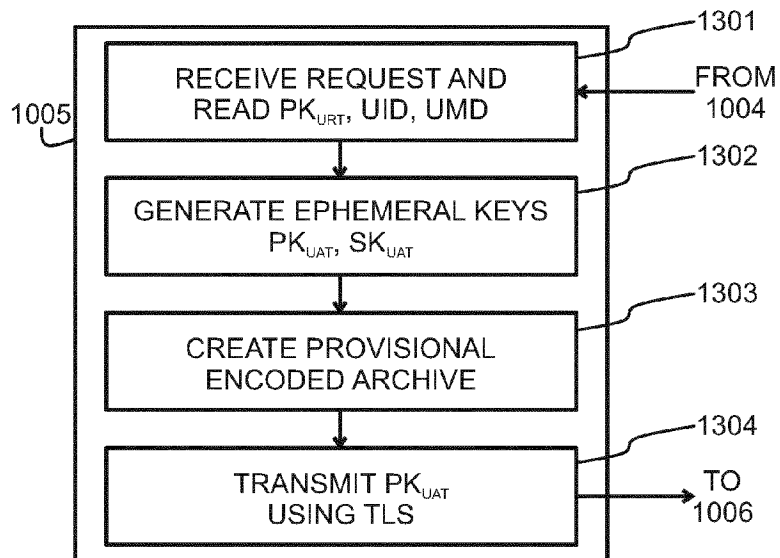 1301
RECEIVE REQUEST AND
READ PKURT, UID, UMD
FROM
1004
1005
1302
GENERATE EPHEMERAL KEYS
PKUAT, SKUAT
1303
CREATE PROVISIONAL
ENCODED ARCHIVE
1304
TRANSMIT PKUAT
USING TLS
TO
1006